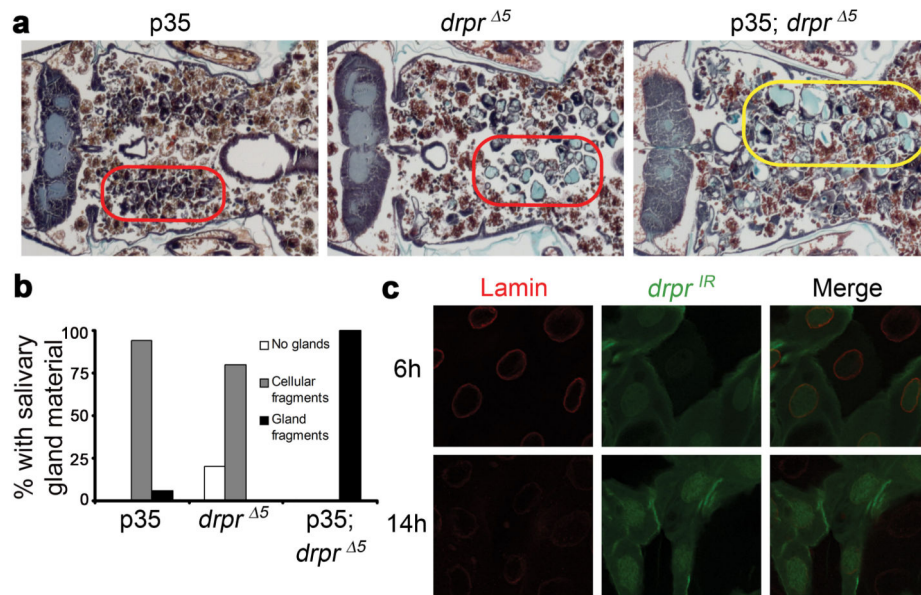 a
p35
drpr Δ5
p35; drpr Δ5
b
% with salivary
gland material
100
75
50
25
0
No glands
Cellular
fragments
Gland
fragments
p35
drpr Δ5
p35;
drpr Δ5
c
Lamin
drpr IR
Merge
6h
14h